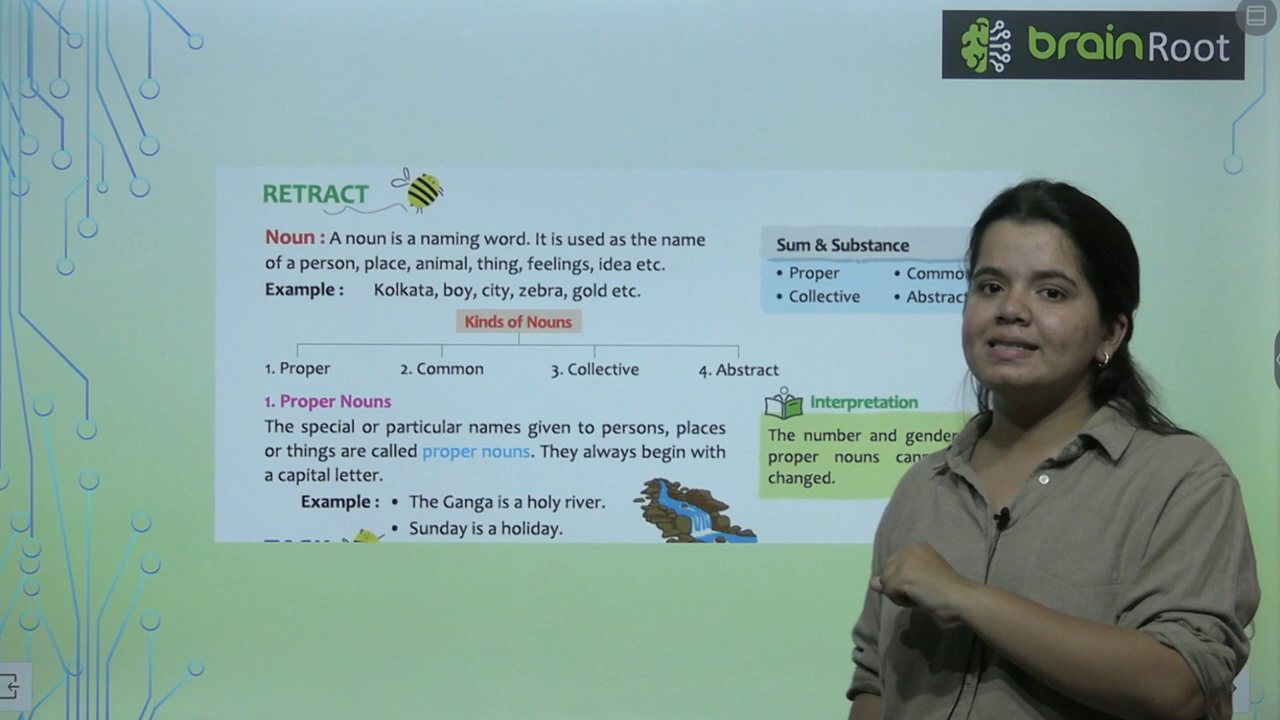 brainRoot
RETRACT
Noun : A noun is a naming word. It is used as the name
of a person, place, animal, thing, feelings, idea etc.
Example : Kolkata, boy, city, zebra, gold etc.
Kinds of Nouns
1. Proper 2. Common 3. Collective 4. Abstract
1. Proper Nouns
The special or particular names given to persons, places
or things are called proper nouns. They always begin with
a capital letter.
Example : • The Ganga is a holy river.
• Sunday is a holiday.
Sum & Substance
• Proper
• Collective
Interpretation
The number and gender
proper nouns
changed.